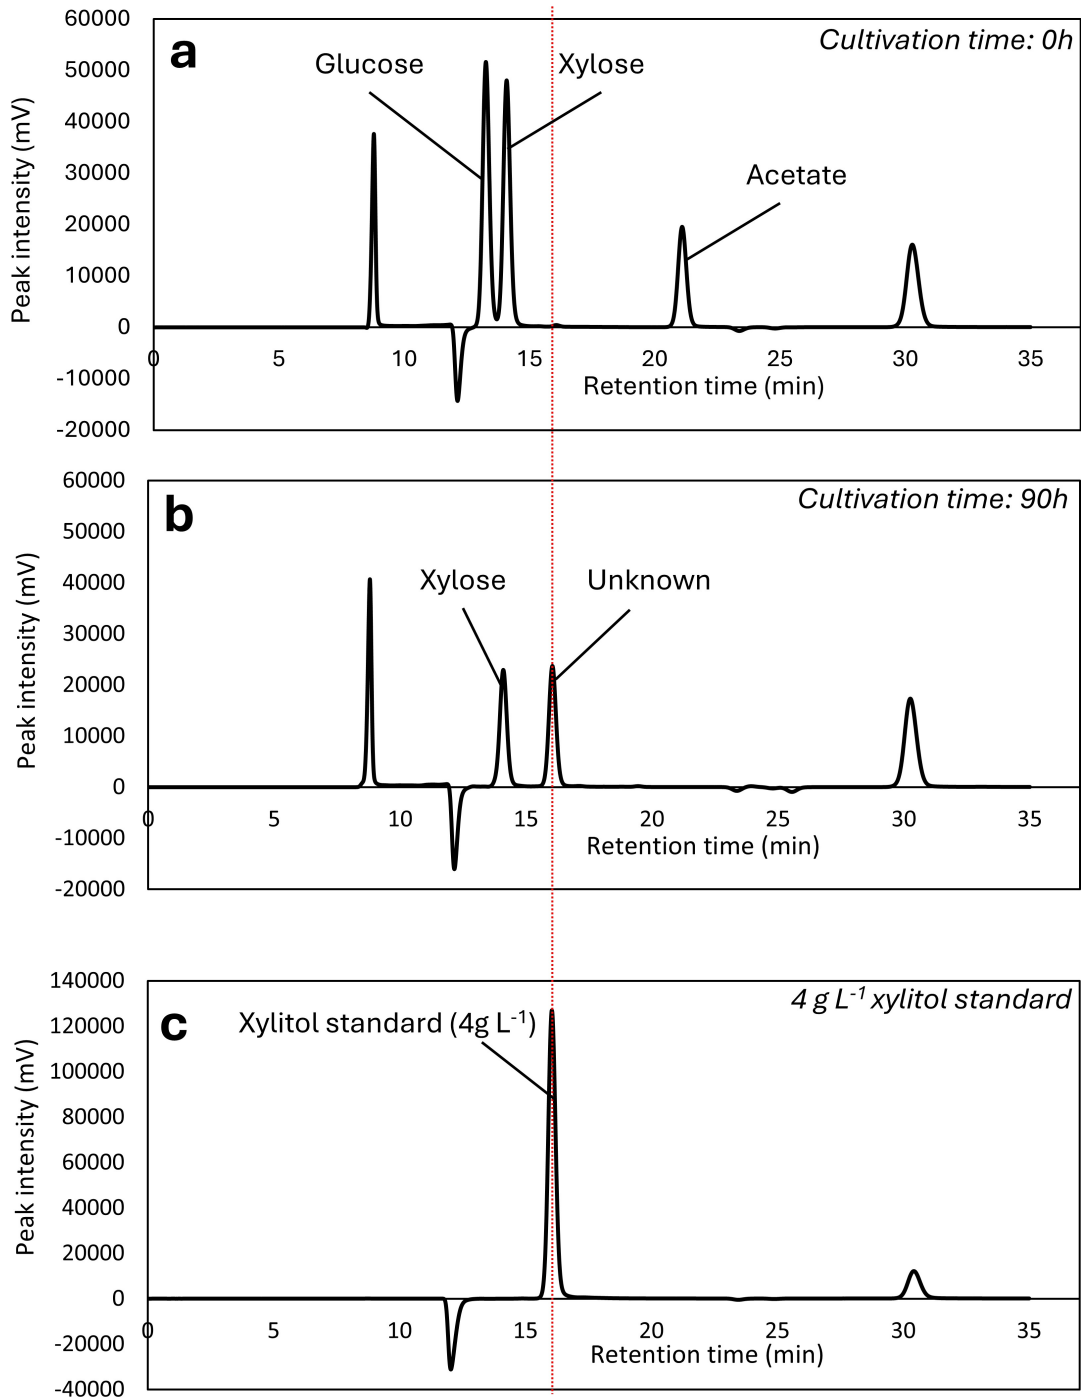 60000
a
Cultivation time: 0h
50000
Glucose
Xylose
40000
30000
Acetate
20000
10000
0
0
5
10
15
20
25
30
35
-10000
Retention time (min)
-20000
Peak intensity (mV)
60000
b
Cultivation time: 90h
50000
40000
Xylose
Unknown
30000
20000
10000
0
0
5
10
15
20
25
30
35
-10000
Retention time (min)
-20000
Peak intensity (mV)
140000
c
4 g L⁻¹ xylitol standard
Xylitol standard (4g L⁻¹)
120000
100000
80000
60000
40000
20000
0
0
5
10
15
20
25
30
35
-20000
Retention time (min)
-40000
Peak intensity (mV)